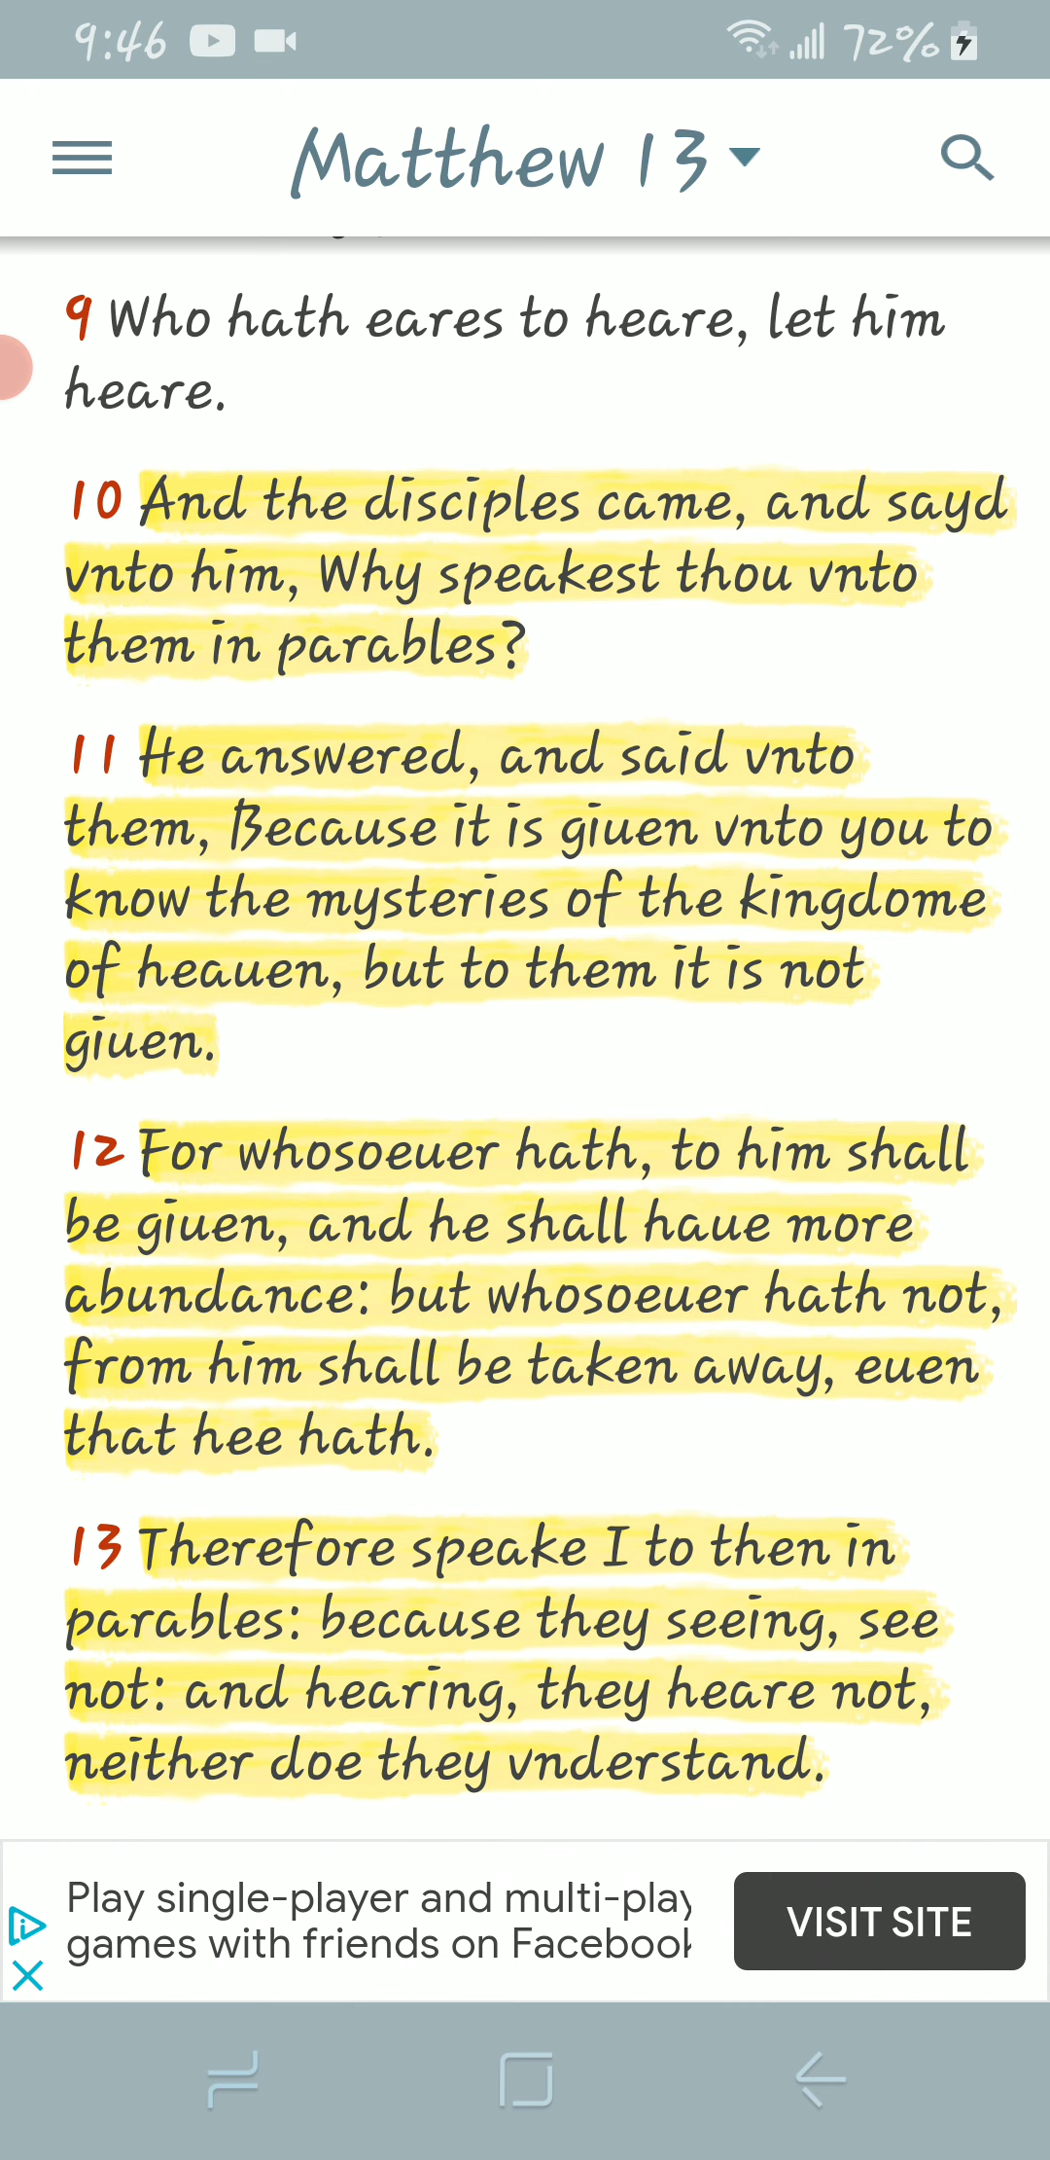 9:46 72%
Matthew 13
9 Who hath eares to heare, let him
heare.
10 And the disciples came, and sayd
vnto him, Why speakest thou vnto
them in parables?
11 He answered, and said vnto
them, Because it is giuen vnto you to
know the mysteries of the kingdome
of heauen, but to them it is not
giuen.
12 For whosoeuer hath, to him shall
be giuen, and he shall haue more
abundance: but whosoeuer hath not,
from him shall be taken away, euen
that hee hath.
13 Therefore speake I to then in
parables: because they seeing, see
not: and hearing, they heare not,
neither doe they vnderstand.
Play single-player and multi-play
games with friends on Facebook
VISIT SITE